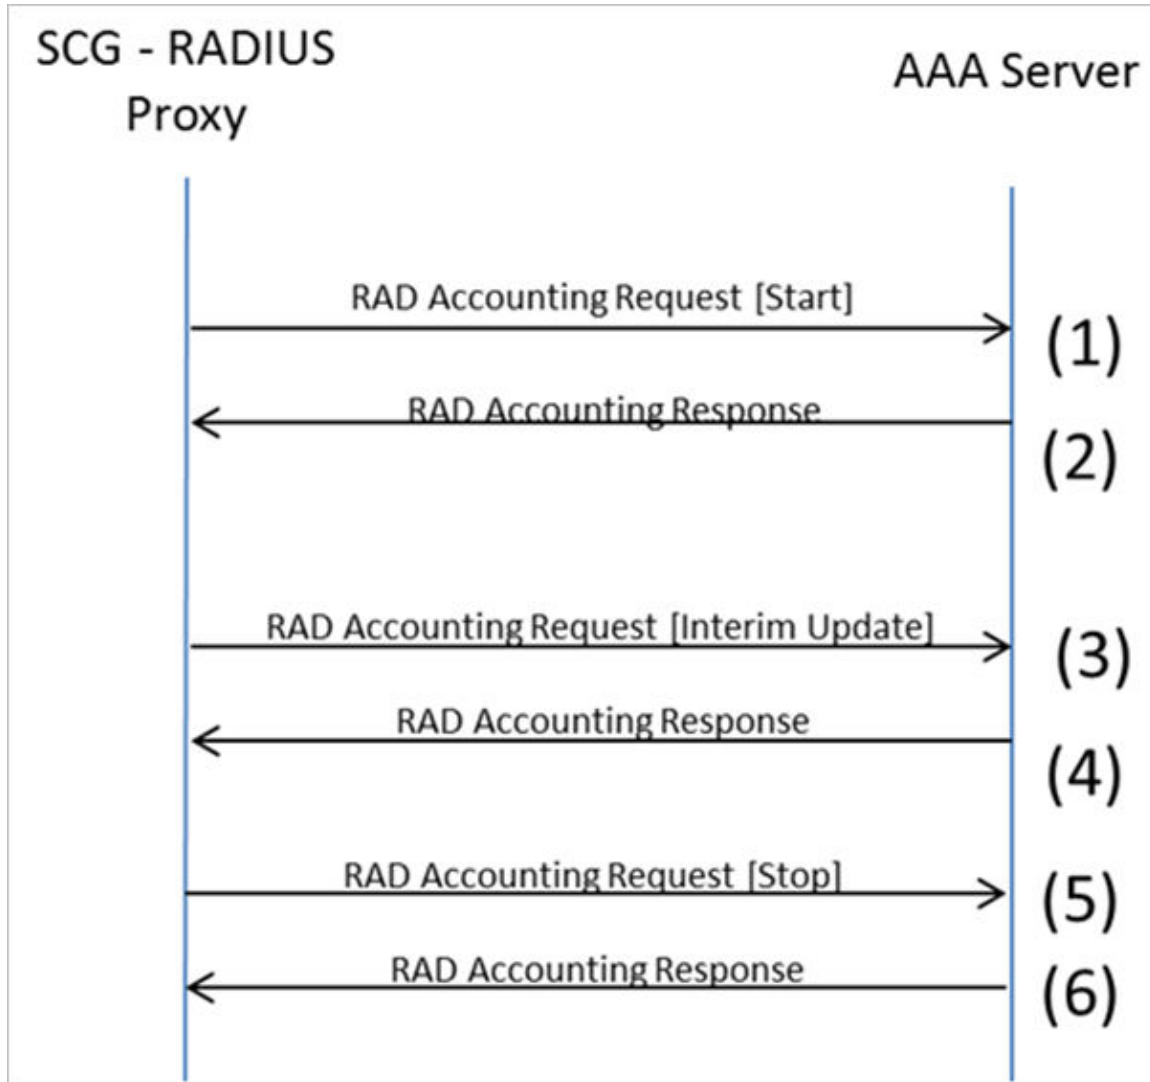 SCG - RADIUS
Proxy
AAA Server
RAD Accounting Request [Start]
(1)
RAD Accounting Response
(2)
RAD Accounting Request [Interim Update]
(3)
RAD Accounting Response
(4)
RAD Accounting Request [Stop]
(5)
RAD Accounting Response
(6)